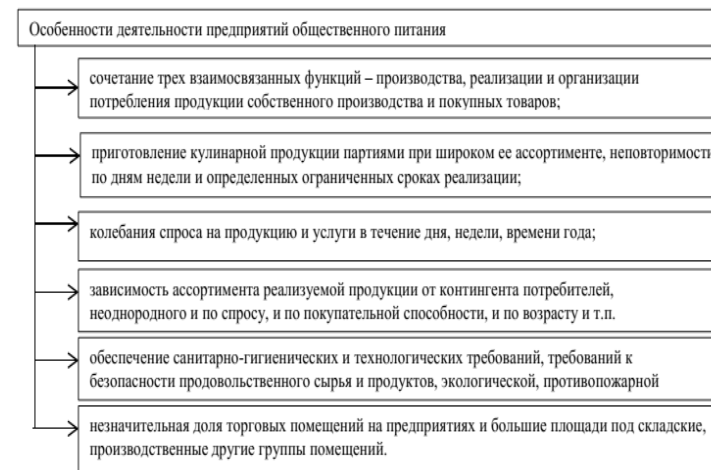 Особенности деятельности предприятий общественного питания
сочетание трех взаимосвязанных функций – производства, реализации и организации
потребления продукции собственного производства и покупных товаров;
приготовление кулинарной продукции партиями при широком ее ассортименте, неповторимости
по дням недели и определенных ограниченных сроках реализации;
колебания спроса на продукцию и услуги в течение дня, недели, времени года;
зависимость ассортимента реализуемой продукции от контингента потребителей,
неоднородного и по спросу, и по покупательной способности, и по возрасту и т.п.
обеспечение санитарно-гигиенических и технологических требований, требований к
безопасности продовольственного сырья и продуктов, экологической, противопожарной
незначительная доля торговых помещений на предприятиях и большие площади под складские,
производственные другие группы помещений.